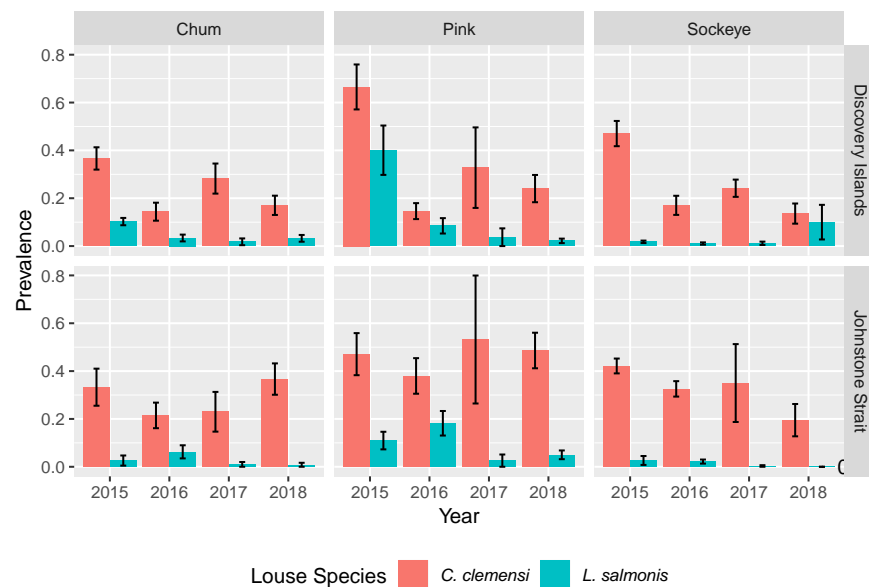 Chum Pink Sockeye
Discovery Islands
0.8
0.6
0.4
0.2
0.0
Prevalence
Johnstone Strait
0.8
0.6
0.4
0.2
0.0
2015 2016 2017 2018 2015 2016 2017 2018 2015 2016 2017 2018
Year
Louse Species C. clemensi L. salmonis